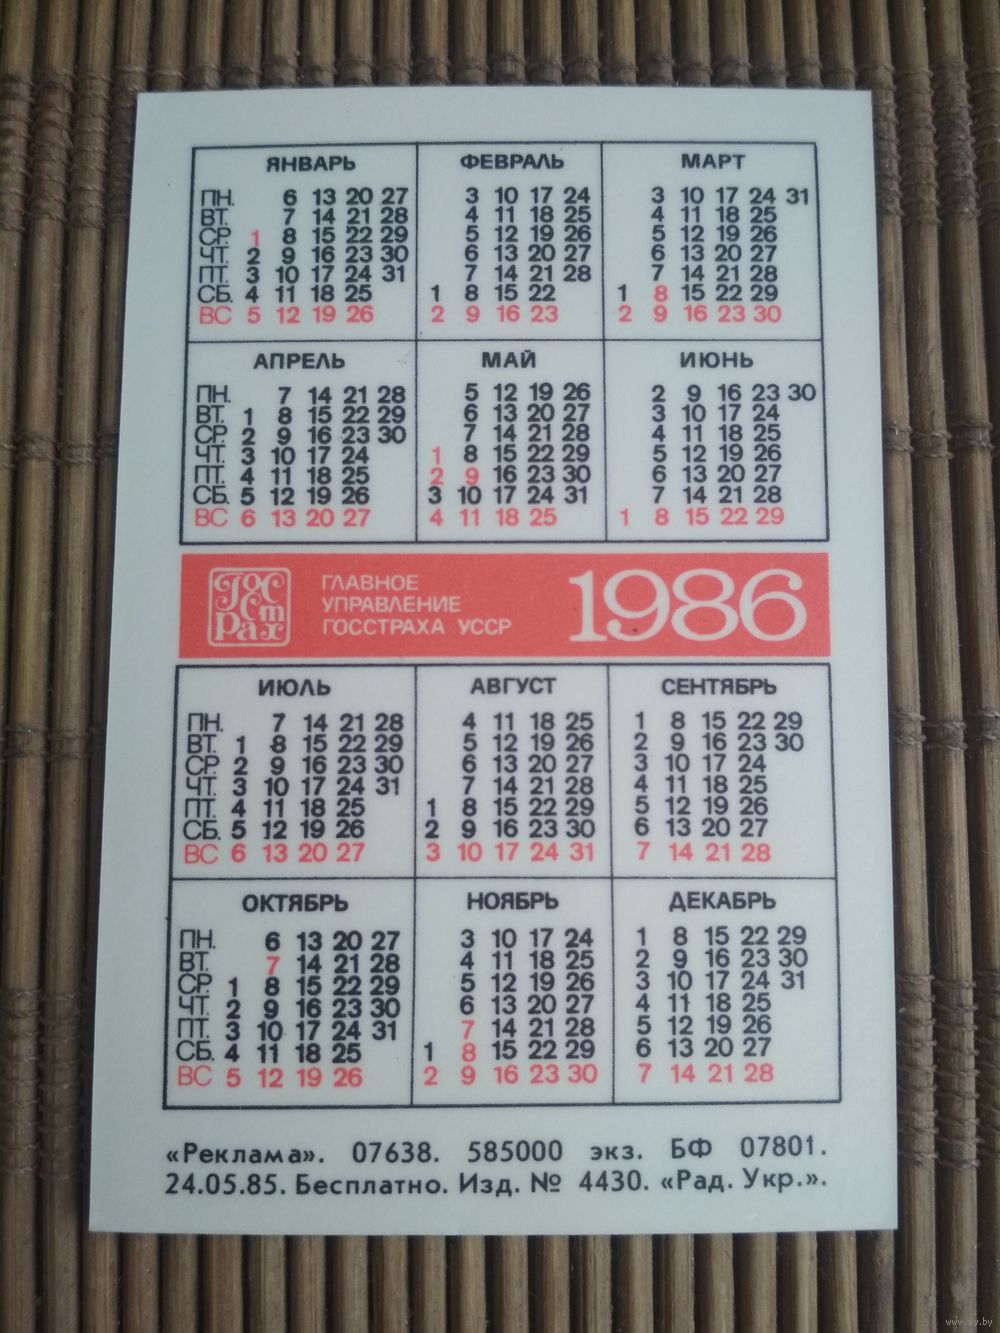 ЯНВАРЬ ФЕВРАЛЬ МАРТ
ПН. 6 13 20 27 3 10 17 24 3 10 17 24 31
ВТ. 7 14 21 28 4 11 18 25 4 11 18 25
СР. 1 8 15 22 29 5 12 19 26 5 12 19 26
ЧТ. 2 9 16 23 30 6 13 20 27 6 13 20 27
ПТ. 3 10 17 24 31 7 14 21 28 7 14 21 28
СБ. 4 11 18 25 1 8 15 22 1 8 15 22 29
ВС 5 12 19 26 2 9 16 23 2 9 16 23 30
АПРЕЛЬ МАЙ ИЮНЬ
ПН. 7 14 21 28 5 12 19 26 2 9 16 23 30
ВТ. 1 8 15 22 29 6 13 20 27 3 10 17 24
СР. 2 9 16 23 30 7 14 21 28 4 11 18 25
ЧТ. 3 10 17 24 1 8 15 22 29 5 12 19 26
ПТ. 4 11 18 25 2 9 16 23 30 6 13 20 27
СБ. 5 12 19 26 3 10 17 24 31 7 14 21 28
ВС 6 13 20 27 4 11 18 25 1 8 15 22 29
Гос
ст
рах
ГЛАВНОЕ
УПРАВЛЕНИЕ
ГОССТРАХА УССР
1986
ИЮЛЬ АВГУСТ СЕНТЯБРЬ
ПН. 7 14 21 28 4 11 18 25 1 8 15 22 29
ВТ. 1 8 15 22 29 5 12 19 26 2 9 16 23 30
СР. 2 9 16 23 30 6 13 20 27 3 10 17 24
ЧТ. 3 10 17 24 31 7 14 21 28 4 11 18 25
ПТ. 4 11 18 25 1 8 15 22 29 5 12 19 26
СБ. 5 12 19 26 2 9 16 23 30 6 13 20 27
ВС 6 13 20 27 3 10 17 24 31 7 14 21 28
ОКТЯБРЬ НОЯБРЬ ДЕКАБРЬ
ПН. 6 13 20 27 3 10 17 24 1 8 15 22 29
ВТ. 7 14 21 28 4 11 18 25 2 9 16 23 30
СР. 1 8 15 22 29 5 12 19 26 3 10 17 24 31
ЧТ. 2 9 16 23 30 6 13 20 27 4 11 18 25
ПТ. 3 10 17 24 31 7 14 21 28 5 12 19 26
СБ. 4 11 18 25 1 8 15 22 29 6 13 20 27
ВС 5 12 19 26 2 9 16 23 30 7 14 21 28
«Реклама». 07638. 585000 экз. БФ 07801.
24.05.85. Бесплатно. Изд. № 4430. «Рад. Укр.».
www.ay.by